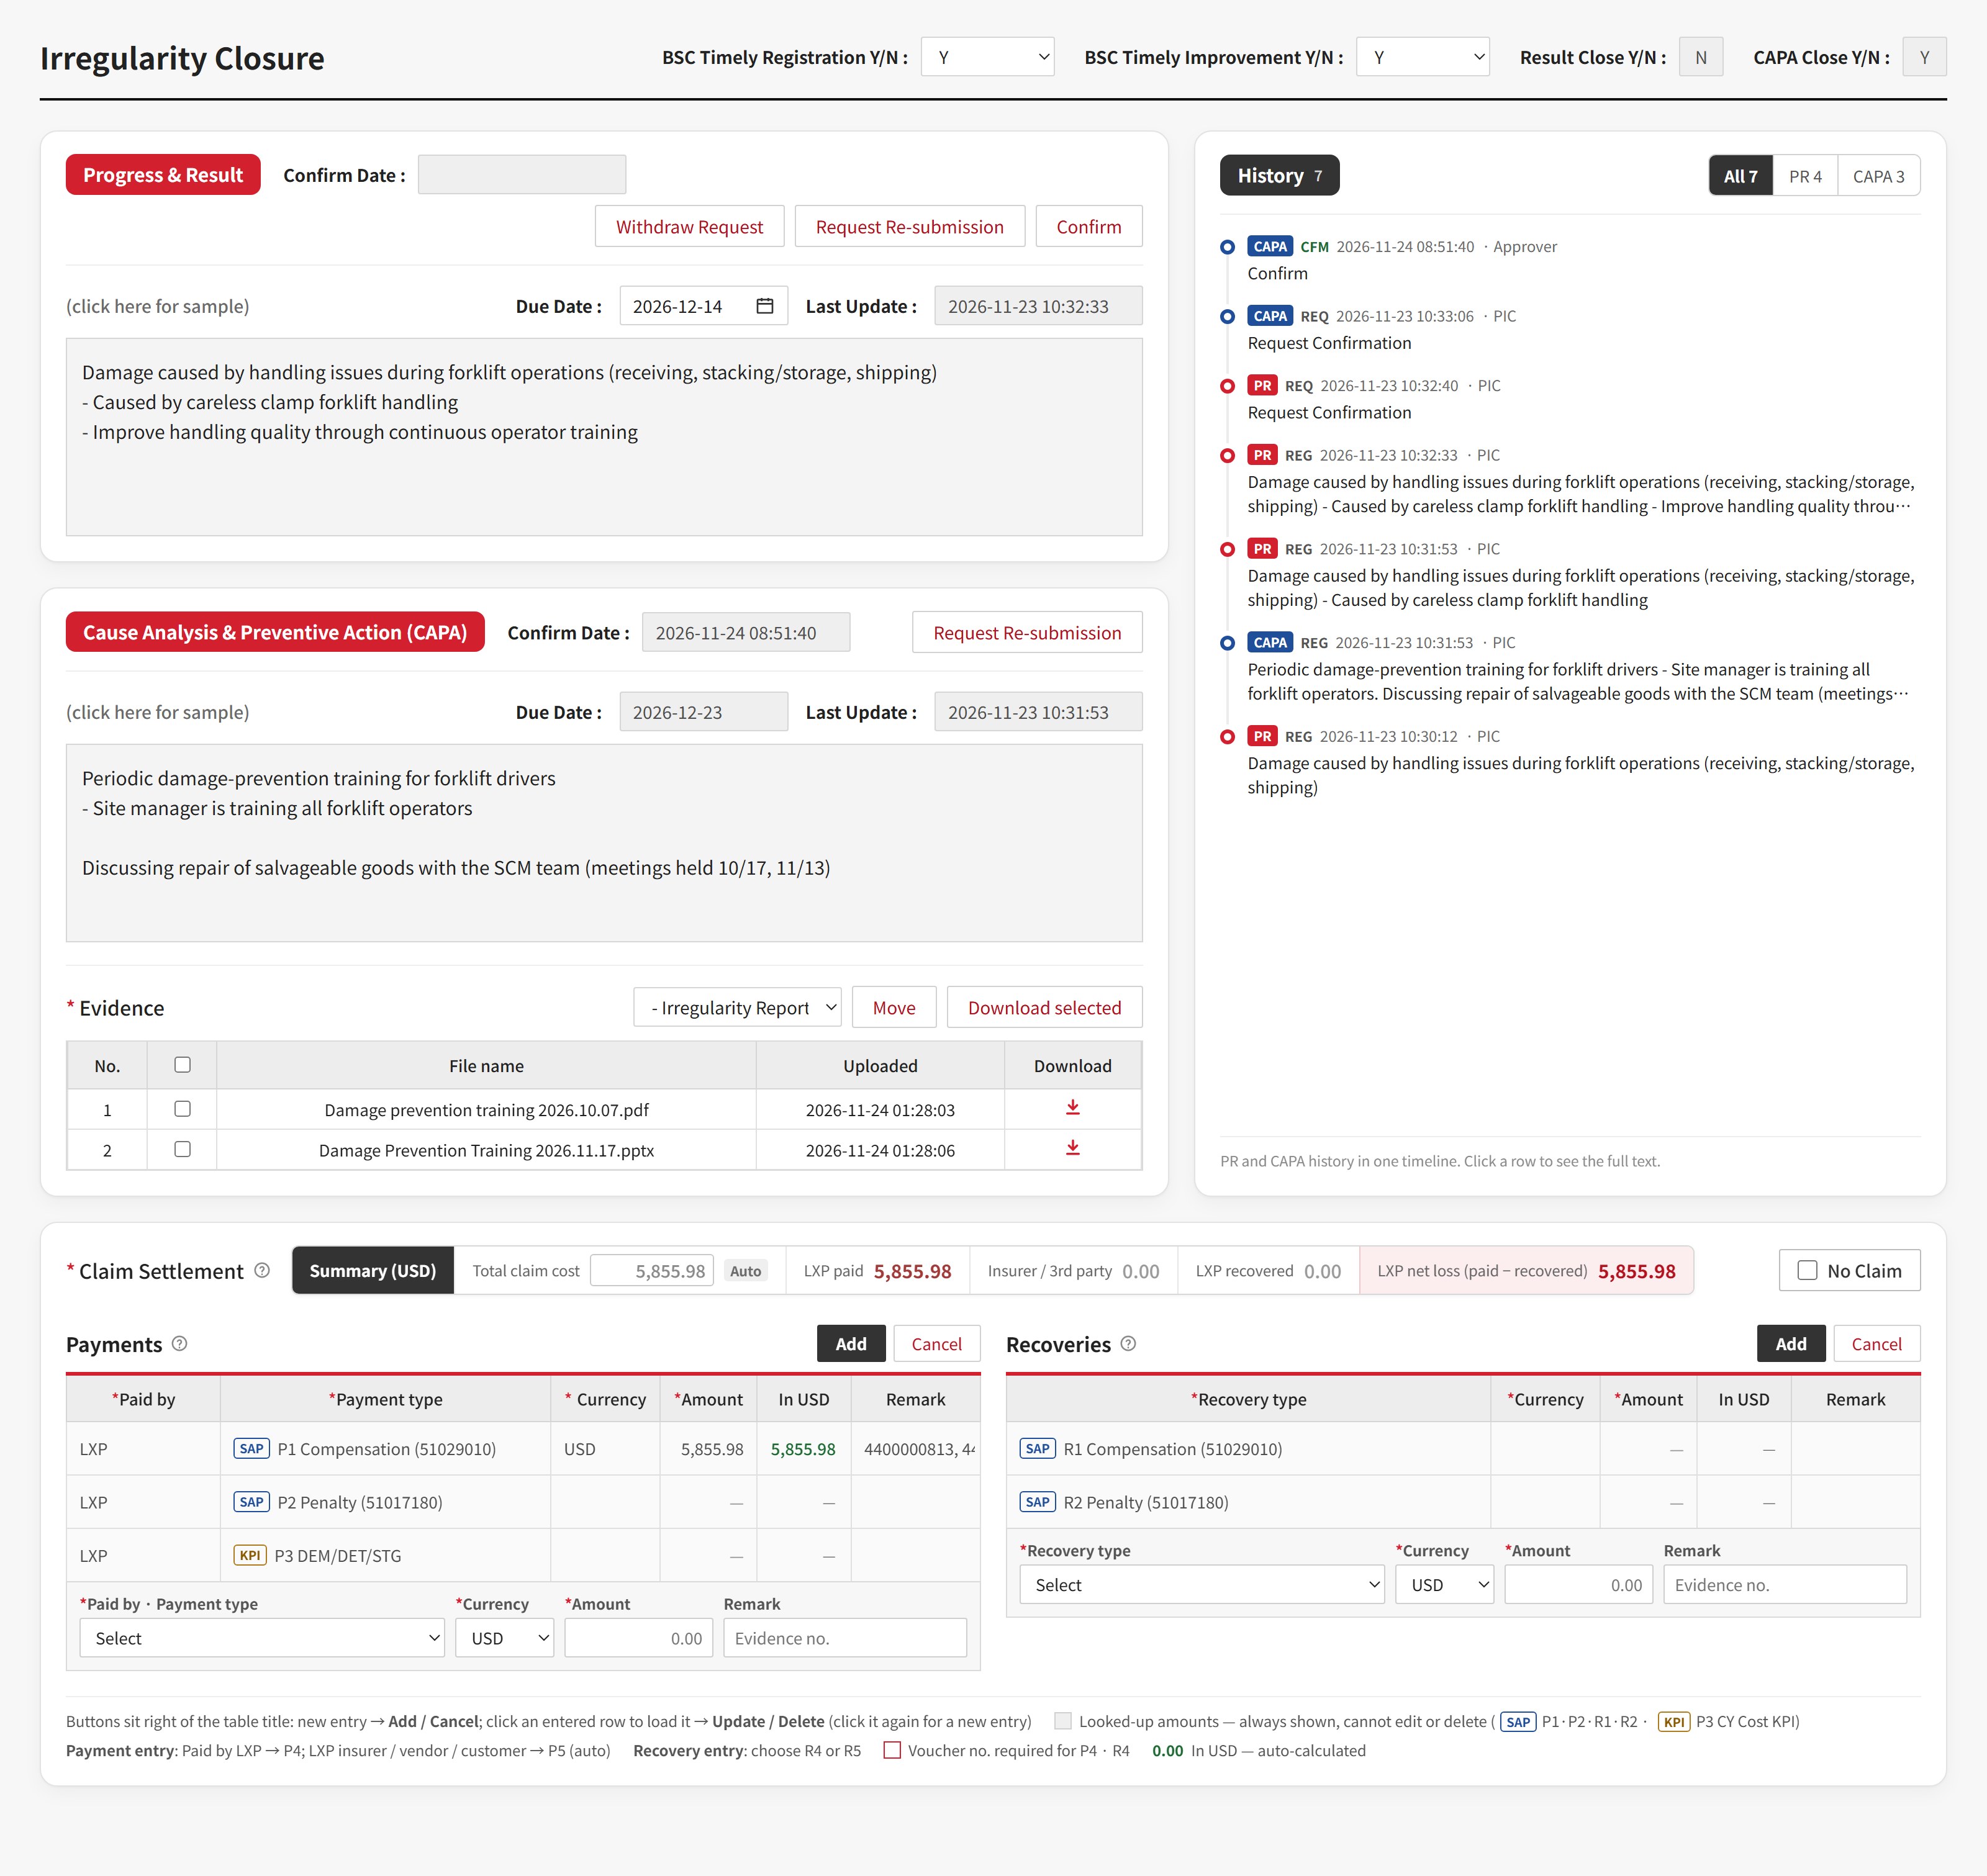 Irregularity Closure
BSC Timely Registration Y/N : Y BSC Timely Improvement Y/N : Y Result Close Y/N : N CAPA Close Y/N : Y
Progress & Result Confirm Date :
Withdraw Request Request Re-submission Confirm
(click here for sample) Due Date : 2026-12-14 Last Update : 2026-11-23 10:32:33
Damage caused by handling issues during forklift operations (receiving, stacking/storage, shipping)
- Caused by careless clamp forklift handling
- Improve handling quality through continuous operator training
Cause Analysis & Preventive Action (CAPA) Confirm Date : 2026-11-24 08:51:40 Request Re-submission
(click here for sample) Due Date : 2026-12-23 Last Update : 2026-11-23 10:31:53
Periodic damage-prevention training for forklift drivers
- Site manager is training all forklift operators
Discussing repair of salvageable goods with the SCM team (meetings held 10/17, 11/13)
* Evidence - Irregularity Report Move Download selected
No. File name Uploaded Download
1 Damage prevention training 2026.10.07.pdf 2026-11-24 01:28:03
2 Damage Prevention Training 2026.11.17.pptx 2026-11-24 01:28:06
History 7 All 7 PR 4 CAPA 3
CAPA CFM 2026-11-24 08:51:40 · Approver
Confirm
CAPA REQ 2026-11-23 10:33:06 · PIC
Request Confirmation
PR REQ 2026-11-23 10:32:40 · PIC
Request Confirmation
PR REG 2026-11-23 10:32:33 · PIC
Damage caused by handling issues during forklift operations (receiving, stacking/storage,
shipping) - Caused by careless clamp forklift handling - Improve handling quality throu…
PR REG 2026-11-23 10:31:53 · PIC
Damage caused by handling issues during forklift operations (receiving, stacking/storage,
shipping) - Caused by careless clamp forklift handling
CAPA REG 2026-11-23 10:31:53 · PIC
Periodic damage-prevention training for forklift drivers - Site manager is training all
forklift operators. Discussing repair of salvageable goods with the SCM team (meetings…
PR REG 2026-11-23 10:30:12 · PIC
Damage caused by handling issues during forklift operations (receiving, stacking/storage,
shipping)
PR and CAPA history in one timeline. Click a row to see the full text.
* Claim Settlement ? Summary (USD) Total claim cost 5,855.98 Auto LXP paid 5,855.98 Insurer / 3rd party 0.00 LXP recovered 0.00 LXP net loss (paid − recovered) 5,855.98 No Claim
Payments ? Add Cancel
*Paid by *Payment type * Currency *Amount In USD Remark
LXP SAP P1 Compensation (51029010) USD 5,855.98 5,855.98 4400000813, 44
LXP SAP P2 Penalty (51017180) — —
LXP KPI P3 DEM/DET/STG — —
*Paid by · Payment type *Currency *Amount Remark
Select USD 0.00 Evidence no.
Recoveries ? Add Cancel
*Recovery type *Currency *Amount In USD Remark
SAP R1 Compensation (51029010) — —
SAP R2 Penalty (51017180) — —
*Recovery type *Currency *Amount Remark
Select USD 0.00 Evidence no.
Buttons sit right of the table title: new entry → Add / Cancel; click an entered row to load it → Update / Delete (click it again for a new entry) Looked-up amounts — always shown, cannot edit or delete ( SAP P1·P2·R1·R2 · KPI P3 CY Cost KPI)
Payment entry: Paid by LXP → P4; LXP insurer / vendor / customer → P5 (auto) Recovery entry: choose R4 or R5 Voucher no. required for P4 · R4 0.00 In USD — auto-calculated